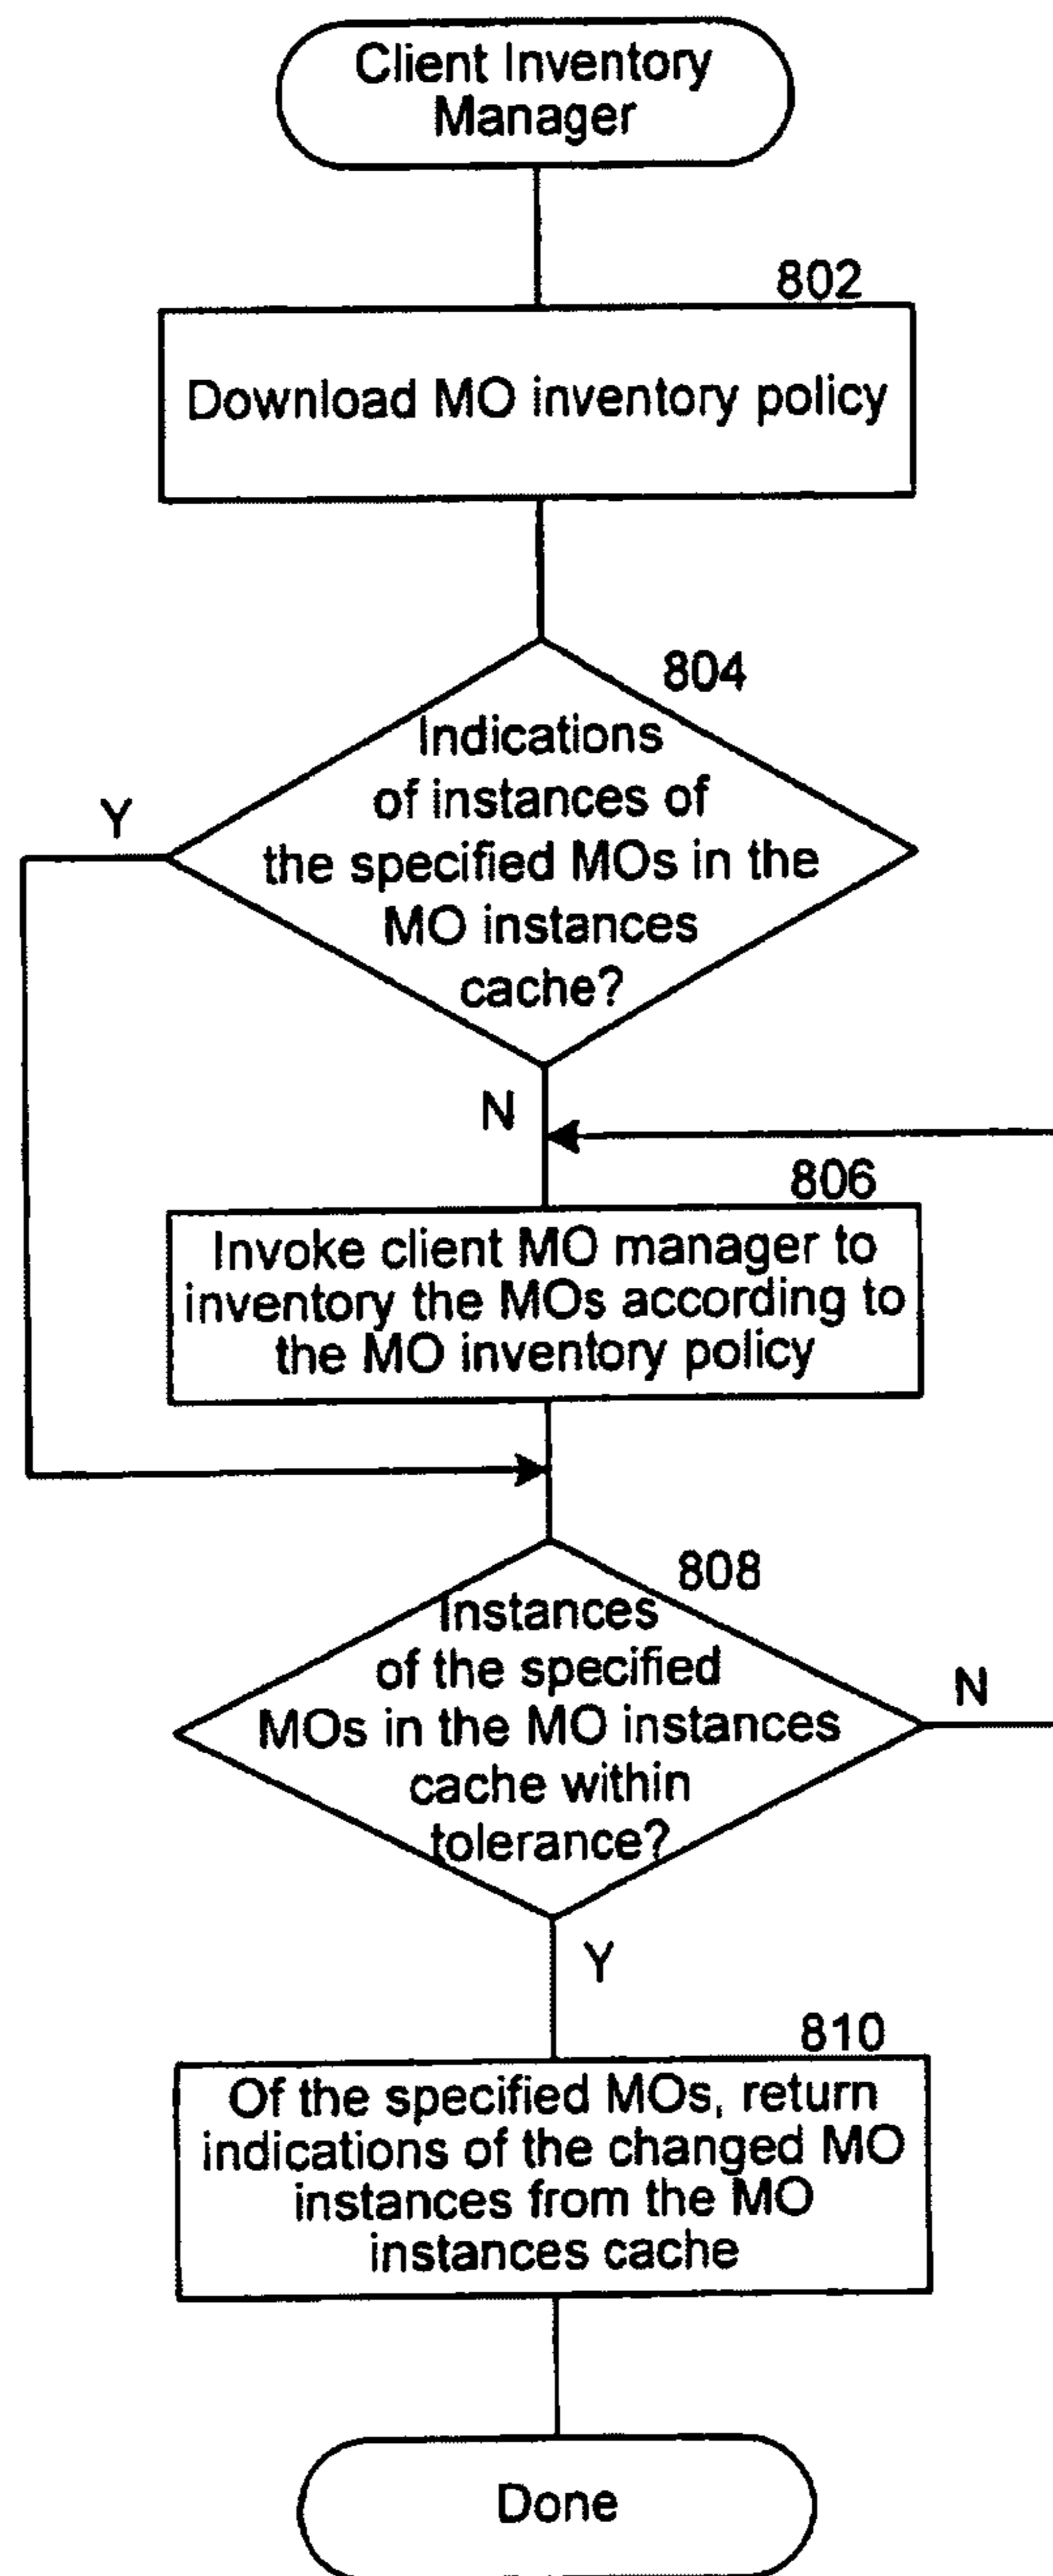 Client Inventory
Manager
802
Download MO inventory policy
804
Indications
of instances of
the specified MOs in the
MO instances
cache?
Y
N
806
Invoke client MO manager to
inventory the MOs according to
the MO inventory policy
808
Instances
of the specified
MOs in the MO instances
cache within
tolerance?
N
Y
810
Of the specified MOs, return
indications of the changed MO
instances from the MO
instances cache
Done